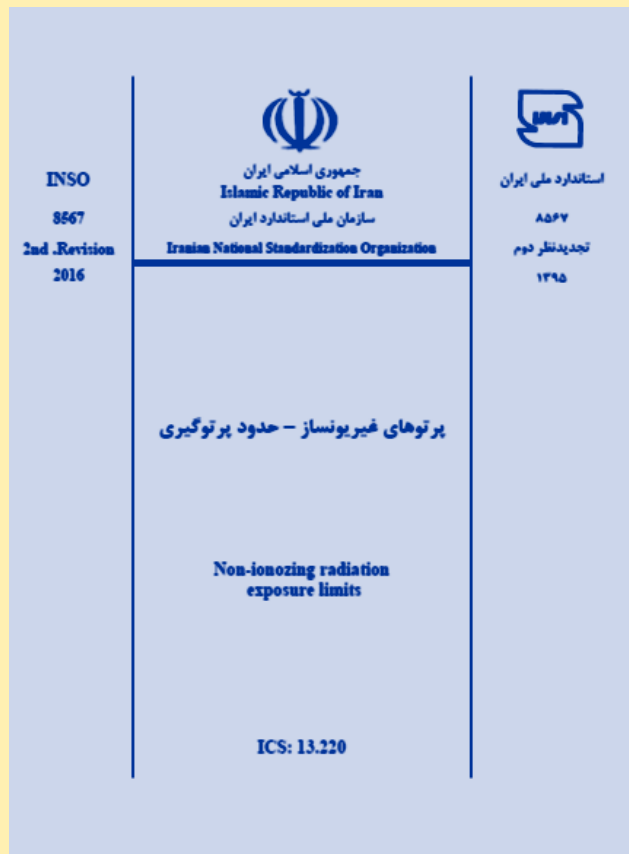 INSO
8567
2nd .Revision
2016
جمهوری اسلامی ایران
Islamic Republic of Iran
سازمان ملی استاندارد ایران
Iranian National Standardization Organization
استاندارد ملی ایران
۸۵۶۷
تجدیدنظر دوم
۱۳۹۵
پرتوهای غیریونساز – حدود پرتوگیری
Non-ionozing radiation
exposure limits
ICS: 13.220